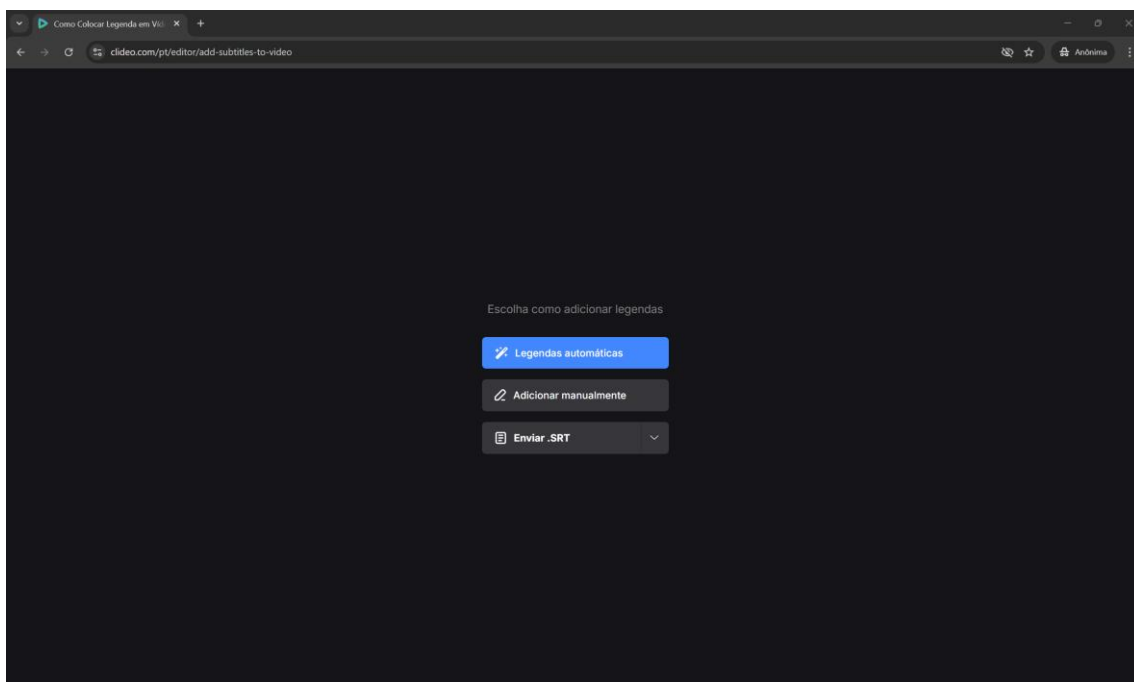 Como Colocar Legenda em Víd
clideo.com/pt/editor/add-subtitles-to-video
Anônima
Escolha como adicionar legendas
Legendas automáticas
Adicionar manualmente
Enviar .SRT